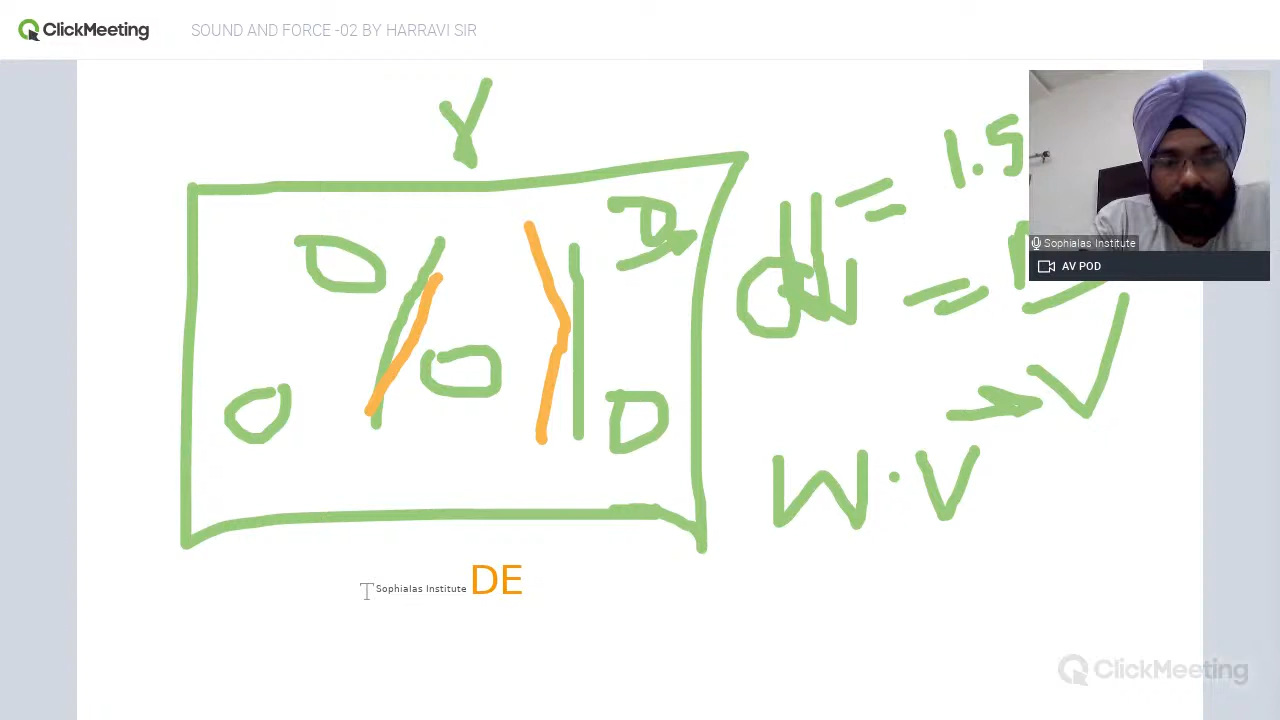 ClickMeeting
SOUND AND FORCE -02 BY HARRAVI SIR
Y
1.5
D
D
O
D
D
=
W · V
Sophialas Institute
AV POD
Sophialas Institute DE
ClickMeeting